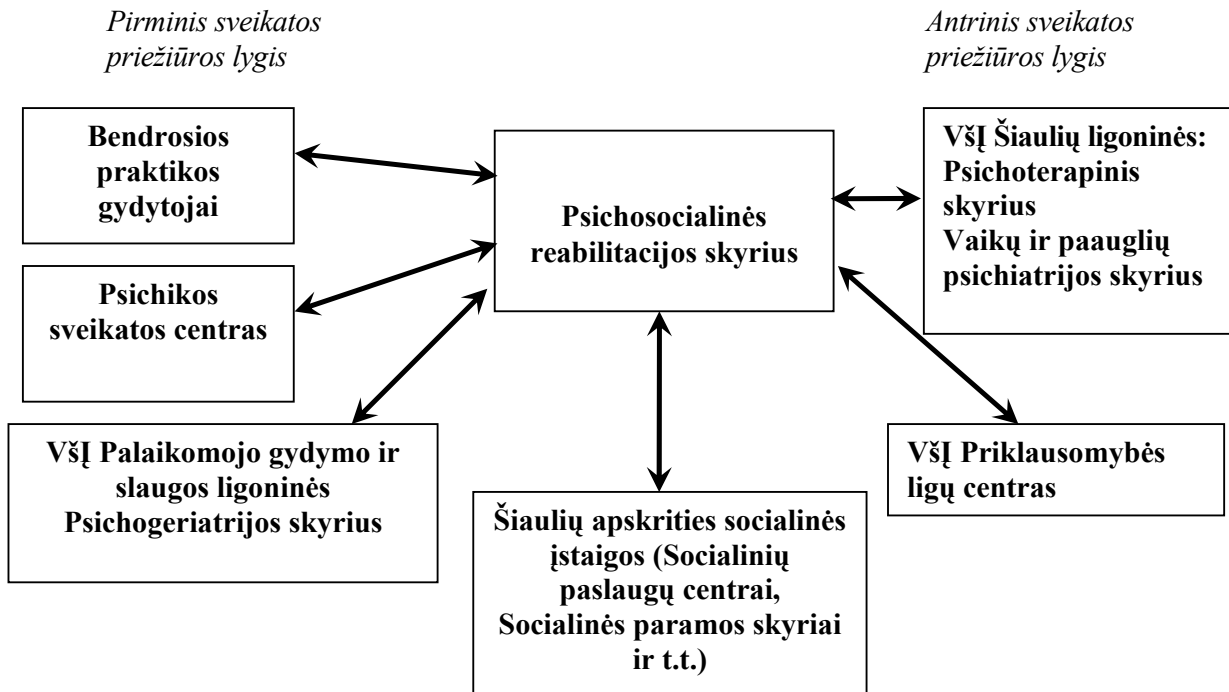 Pirminis sveikatos
priežiūros lygis
Antrinis sveikatos
priežiūros lygis
Bendrosios
praktikos
gydytojai
Psichosocialinės
reabilitacijos skyrius
VšĮ Šiaulių ligoninės:
Psichoterapinis
skyrius
Vaikų ir paauglių
psichiatrijos skyrius
Psichikos
sveikatos centras
VšĮ Palaikomojo gydymo ir
slaugos ligoninės
Psichogeriatrijos skyrius
Šiaulių apskrities socialinės
įstaigos (Socialinių
paslaugų centrai,
Socialinės paramos skyriai
ir t.t.)
VšĮ Priklausomybės
ligų centras